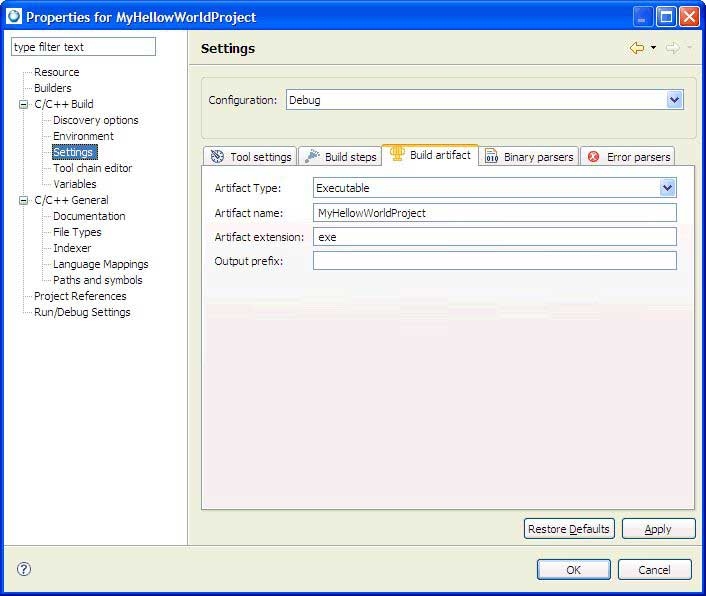 Properties for MyHellowWorldProject
type filter text
Resource
Builders
C/C++ Build
Discovery options
Environment
Settings
Tool chain editor
Variables
C/C++ General
Documentation
File Types
Indexer
Language Mappings
Paths and symbols
Project References
Run/Debug Settings
Settings
Configuration: Debug
Tool settings Build steps Build artifact Binary parsers Error parsers
Artifact Type: Executable
Artifact name: MyHellowWorldProject
Artifact extension: exe
Output prefix:
Restore Defaults Apply
OK Cancel